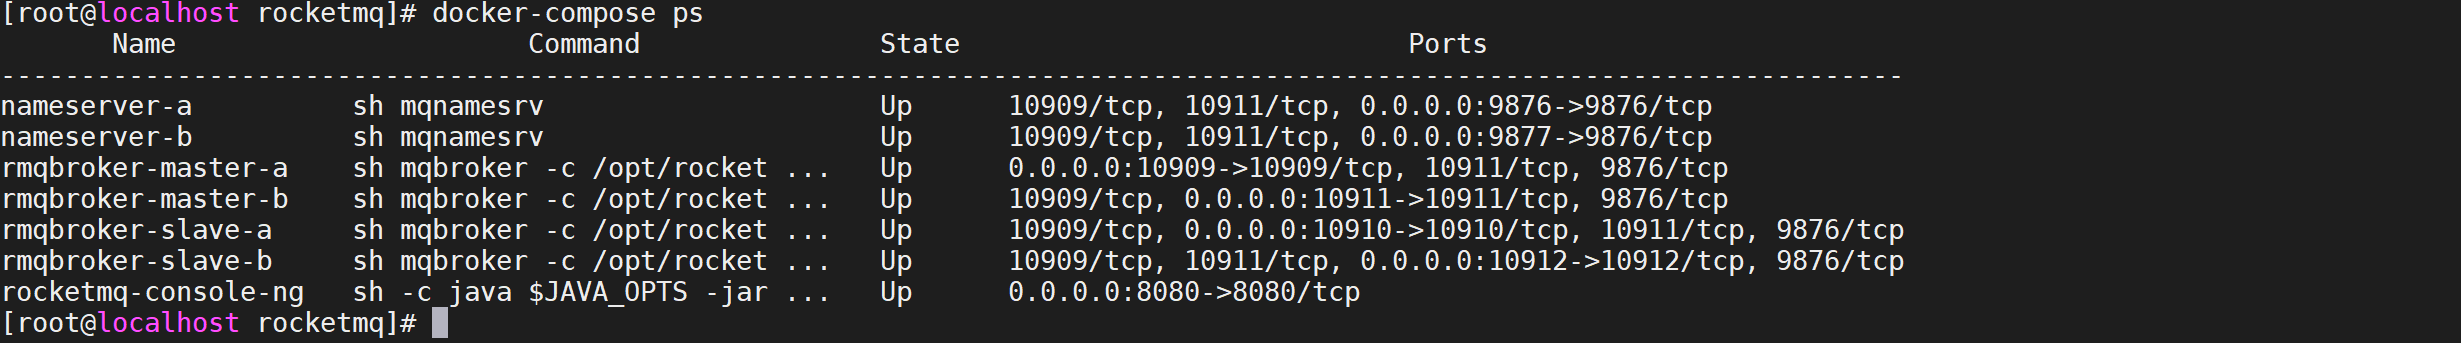 [root@localhost rocketmq]# docker-compose ps
       Name                      Command               State                            Ports
-----------------------------------------------------------------------------------------------------------------------
nameserver-a          sh mqnamesrv                     Up      10909/tcp, 10911/tcp, 0.0.0.0:9876->9876/tcp
nameserver-b          sh mqnamesrv                     Up      10909/tcp, 10911/tcp, 0.0.0.0:9877->9876/tcp
rmqbroker-master-a    sh mqbroker -c /opt/rocket ...   Up      0.0.0.0:10909->10909/tcp, 10911/tcp, 9876/tcp
rmqbroker-master-b    sh mqbroker -c /opt/rocket ...   Up      10909/tcp, 0.0.0.0:10911->10911/tcp, 9876/tcp
rmqbroker-slave-a     sh mqbroker -c /opt/rocket ...   Up      10909/tcp, 0.0.0.0:10910->10910/tcp, 10911/tcp, 9876/tcp
rmqbroker-slave-b     sh mqbroker -c /opt/rocket ...   Up      10909/tcp, 10911/tcp, 0.0.0.0:10912->10912/tcp, 9876/tcp
rocketmq-console-ng   sh -c java $JAVA_OPTS -jar ...   Up      0.0.0.0:8080->8080/tcp
[root@localhost rocketmq]#